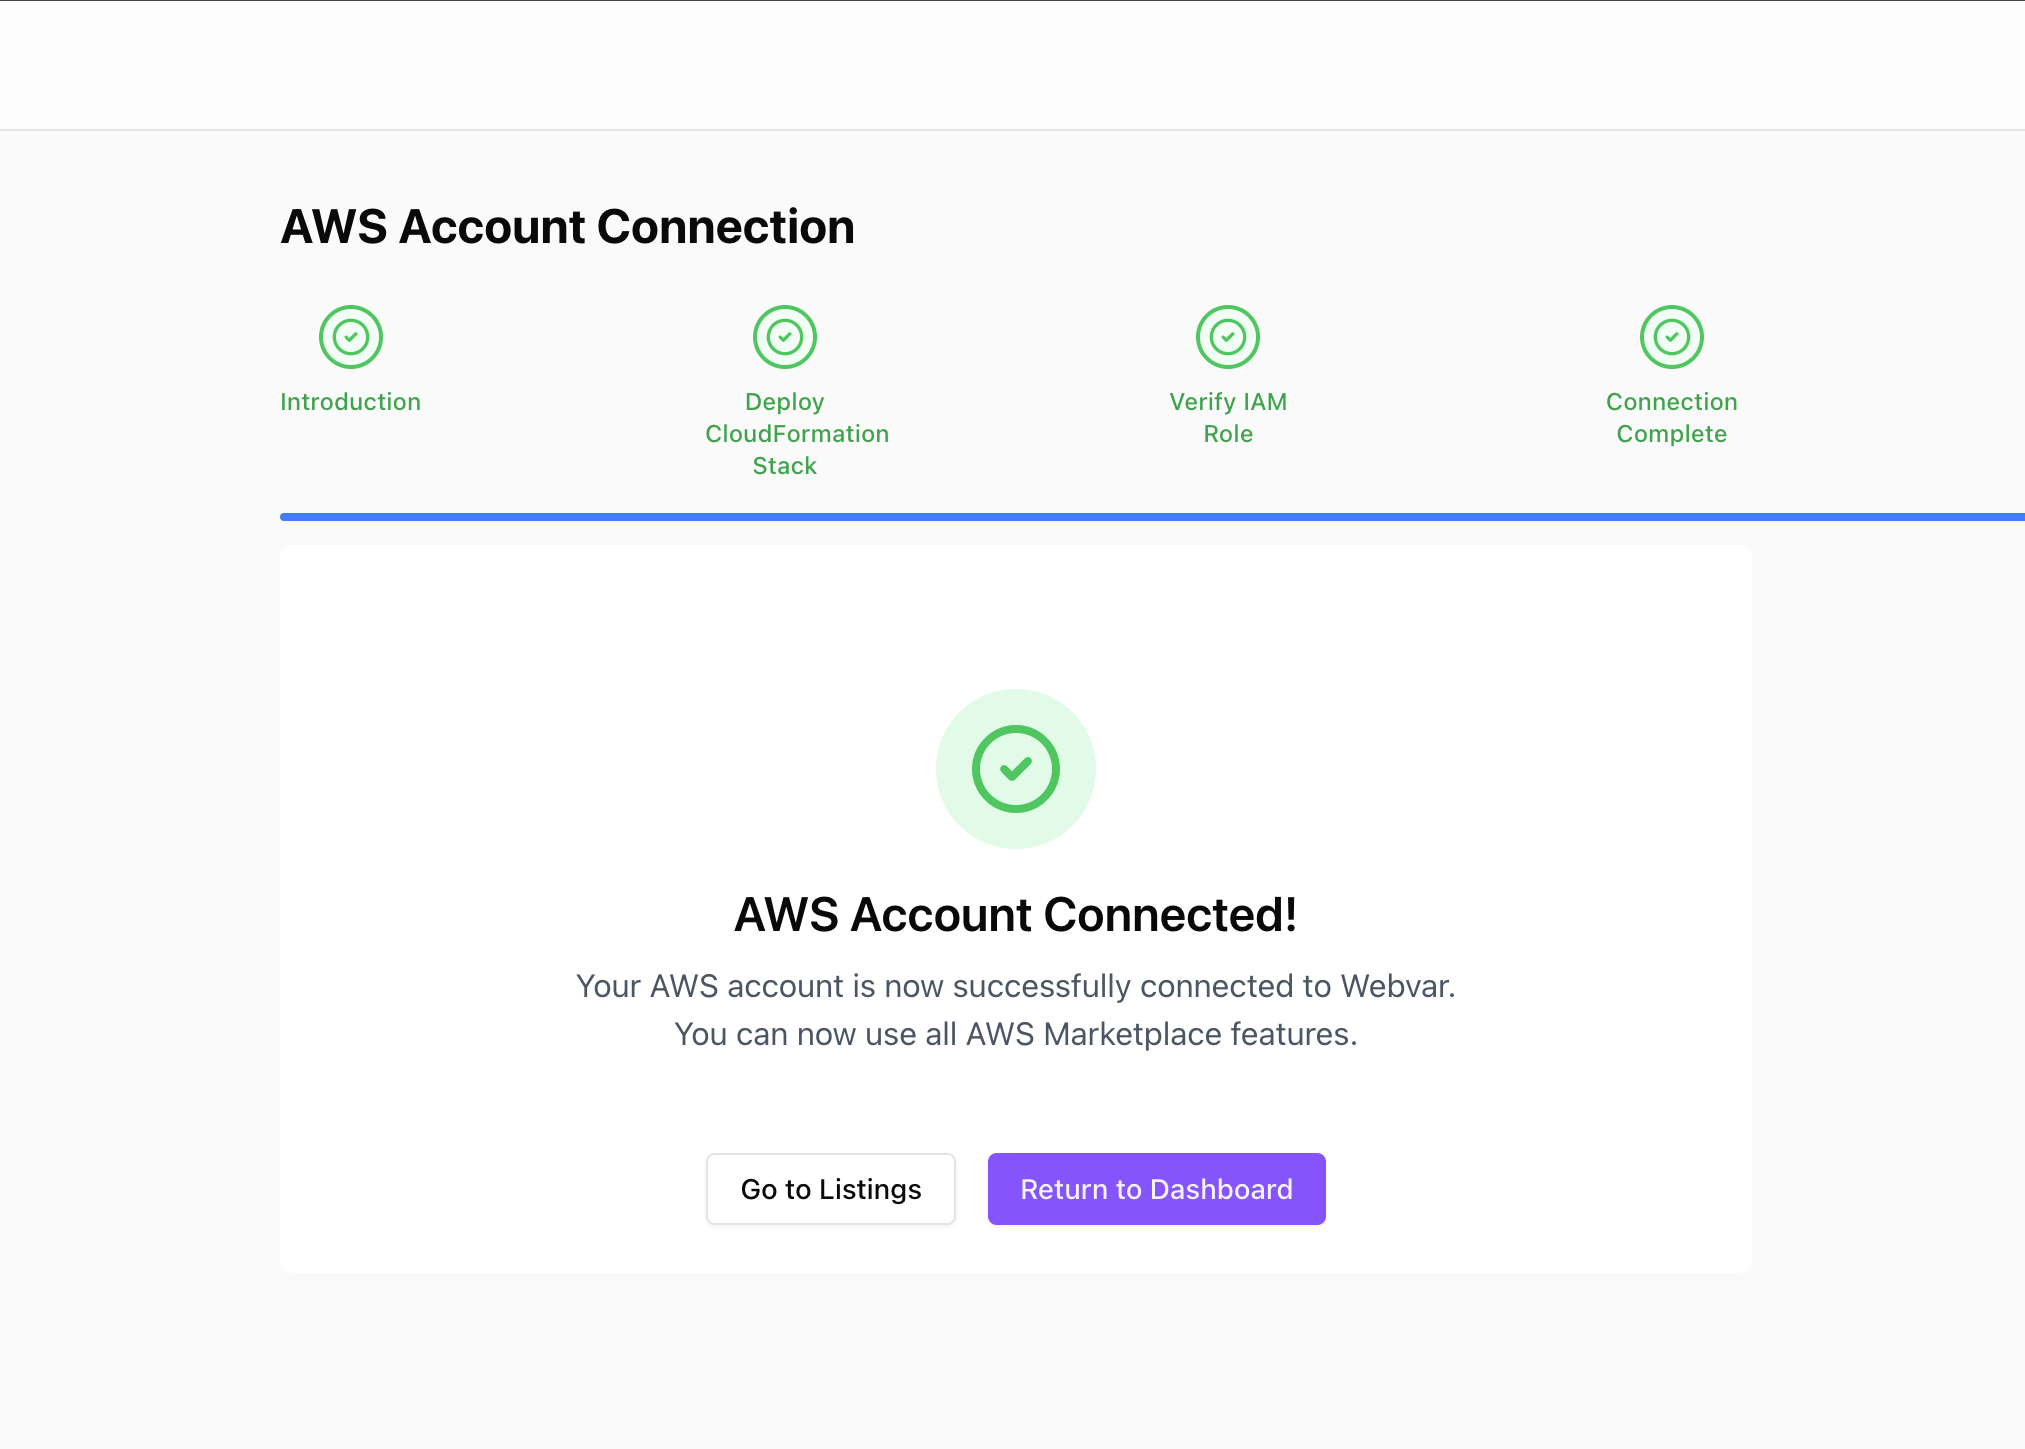 AWS Account Connection
Introduction
Deploy
CloudFormation
Stack
Verify IAM
Role
Connection
Complete
AWS Account Connected!
Your AWS account is now successfully connected to Webvar.
You can now use all AWS Marketplace features.
Go to Listings
Return to Dashboard